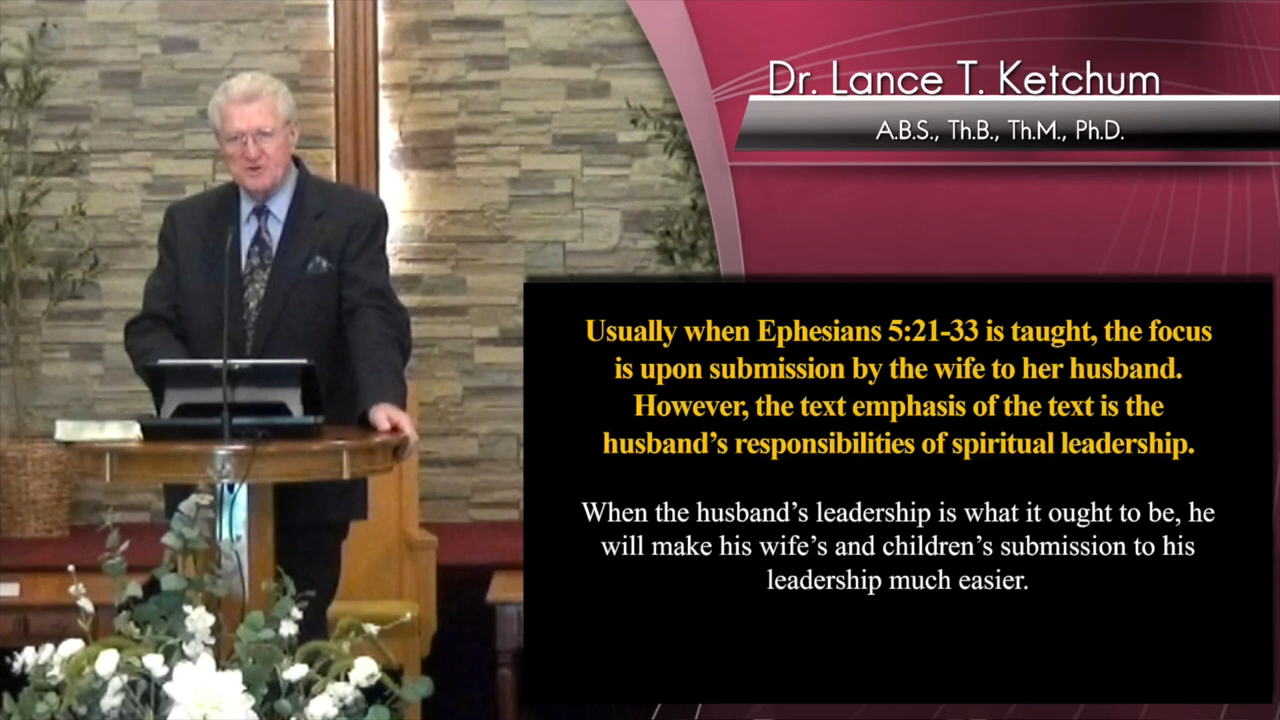 Dr. Lance T. Ketchum
A.B.S., Th.B., Th.M., Ph.D.
Usually when Ephesians 5:21-33 is taught, the focus
is upon submission by the wife to her husband.
However, the text emphasis of the text is the
husband’s responsibilities of spiritual leadership.
When the husband’s leadership is what it ought to be, he
will make his wife’s and children’s submission to his
leadership much easier.